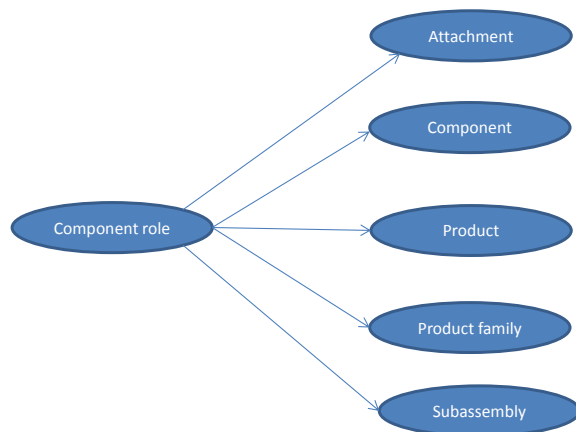 Attachment
Component
Component role
Product
Product family
Subassembly